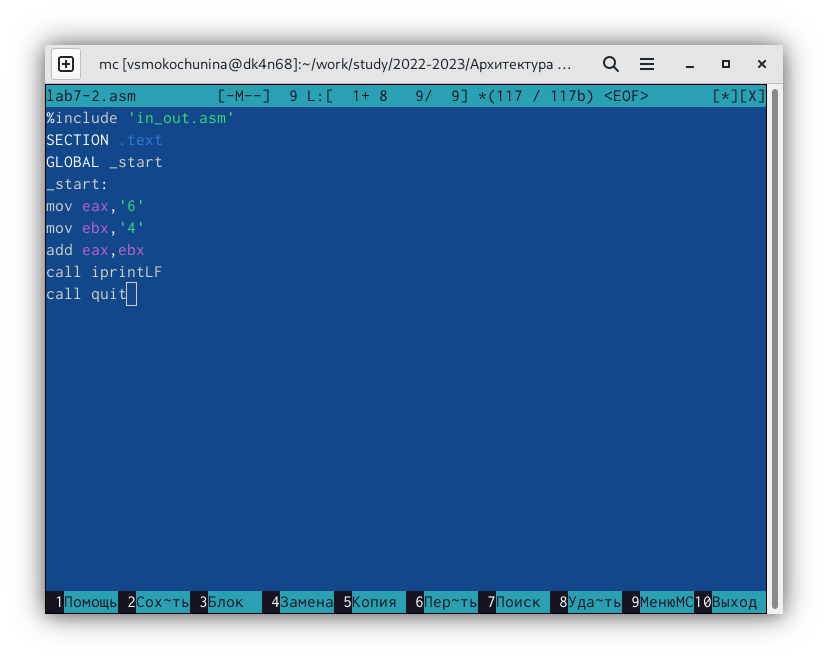 mc [vsmokochunina@dk4n68]:~/work/study/2022-2023/Архитектура ...
lab7-2.asm [-M--] 9 L:[ 1+ 8 9/ 9] *(117 / 117b) <EOF> [*][X]
%include 'in_out.asm'
SECTION .text
GLOBAL _start
_start:
mov eax,'6'
mov ebx,'4'
add eax,ebx
call iprintLF
call quit
1Помощь 2Сох~ть 3Блок 4Замена 5Копия 6Пер~ть 7Поиск 8Уда~ть 9МенюMC 10Выход